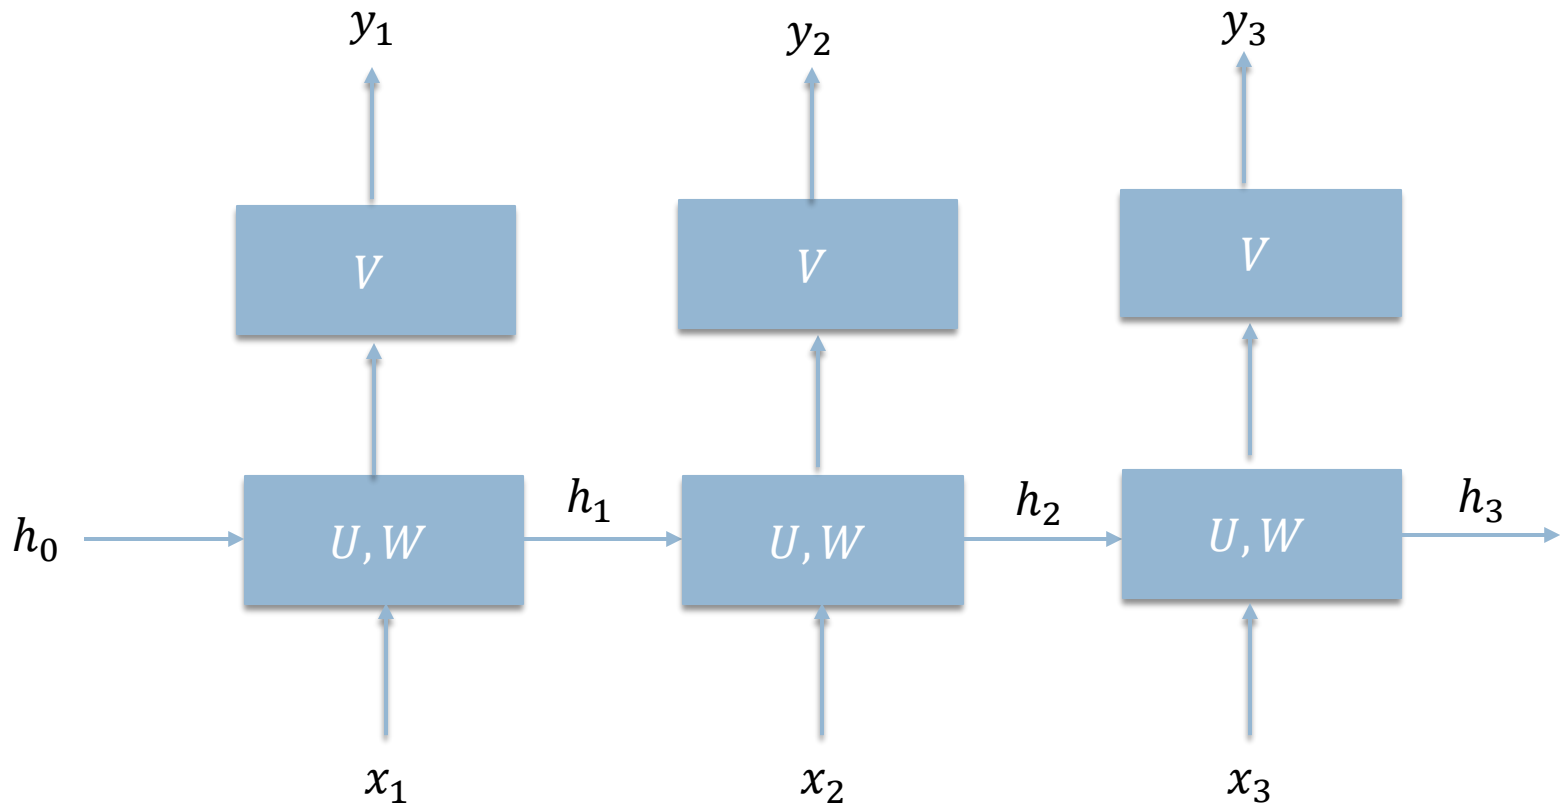 y₁ y₂ y₃
V V V
h₀ U, W h₁ U, W h₂ U, W h₃
x₁ x₂ x₃